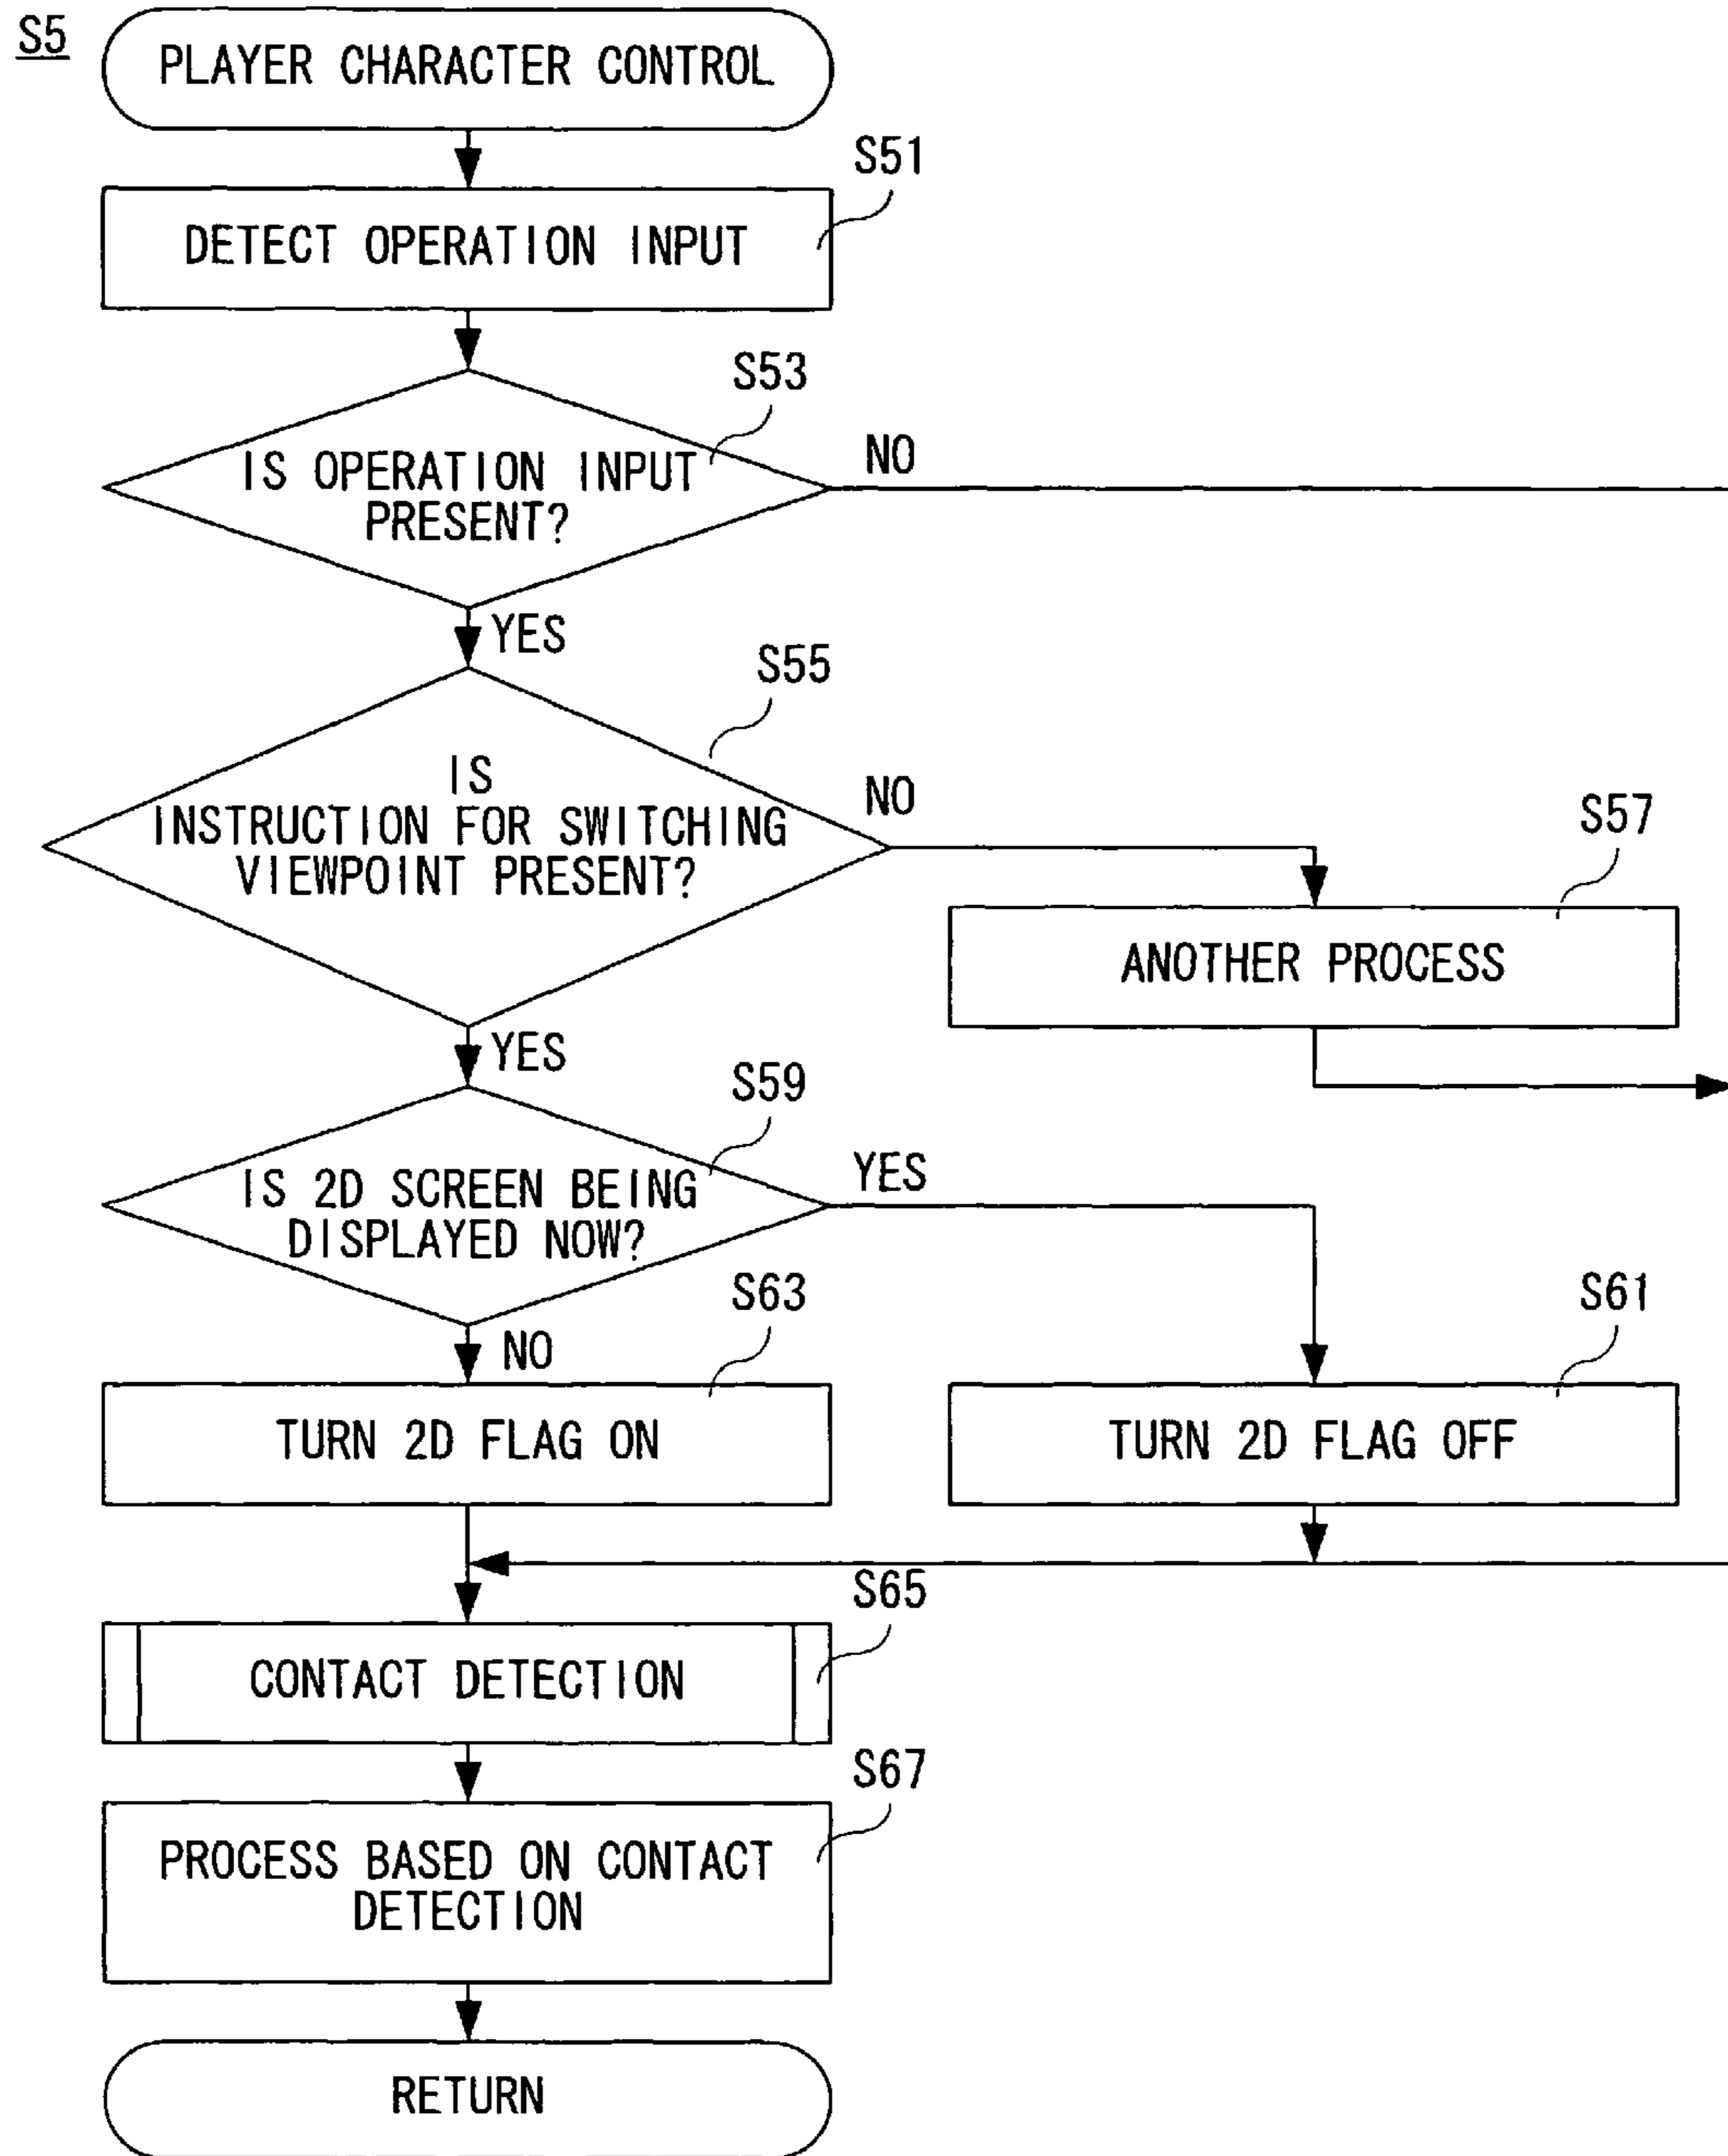 S5
PLAYER CHARACTER CONTROL
S51
DETECT OPERATION INPUT
S53
IS OPERATION INPUT
PRESENT?
NO
YES
S55
IS
INSTRUCTION FOR SWITCHING
VIEWPOINT PRESENT?
NO
S57
ANOTHER PROCESS
YES
S59
IS 2D SCREEN BEING
DISPLAYED NOW?
YES
S63
S61
NO
TURN 2D FLAG ON
TURN 2D FLAG OFF
S65
CONTACT DETECTION
S67
PROCESS BASED ON CONTACT
DETECTION
RETURN